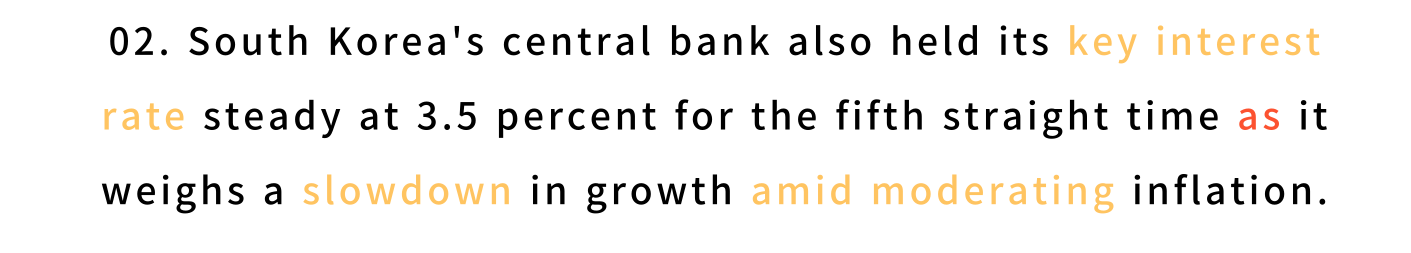 02. South Korea's central bank also held its key interest
rate steady at 3.5 percent for the fifth straight time as it
weighs a slowdown in growth amid moderating inflation.